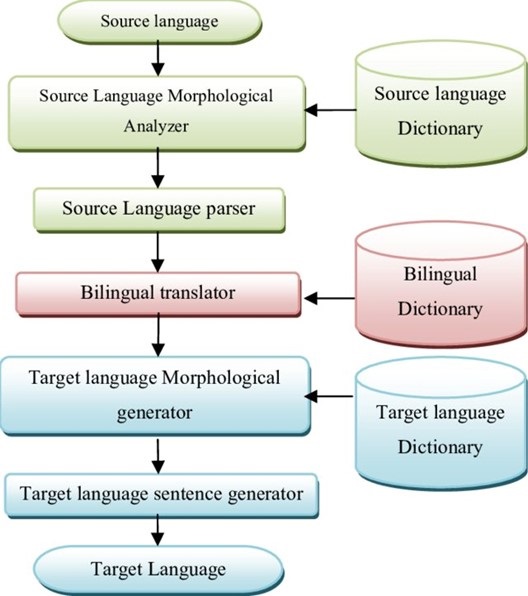 Source language
Source Language Morphological
Analyzer
Source language
Dictionary
Source Language parser
Bilingual translator
Bilingual
Dictionary
Target language Morphological
generator
Target language
Dictionary
Target language sentence generator
Target Language